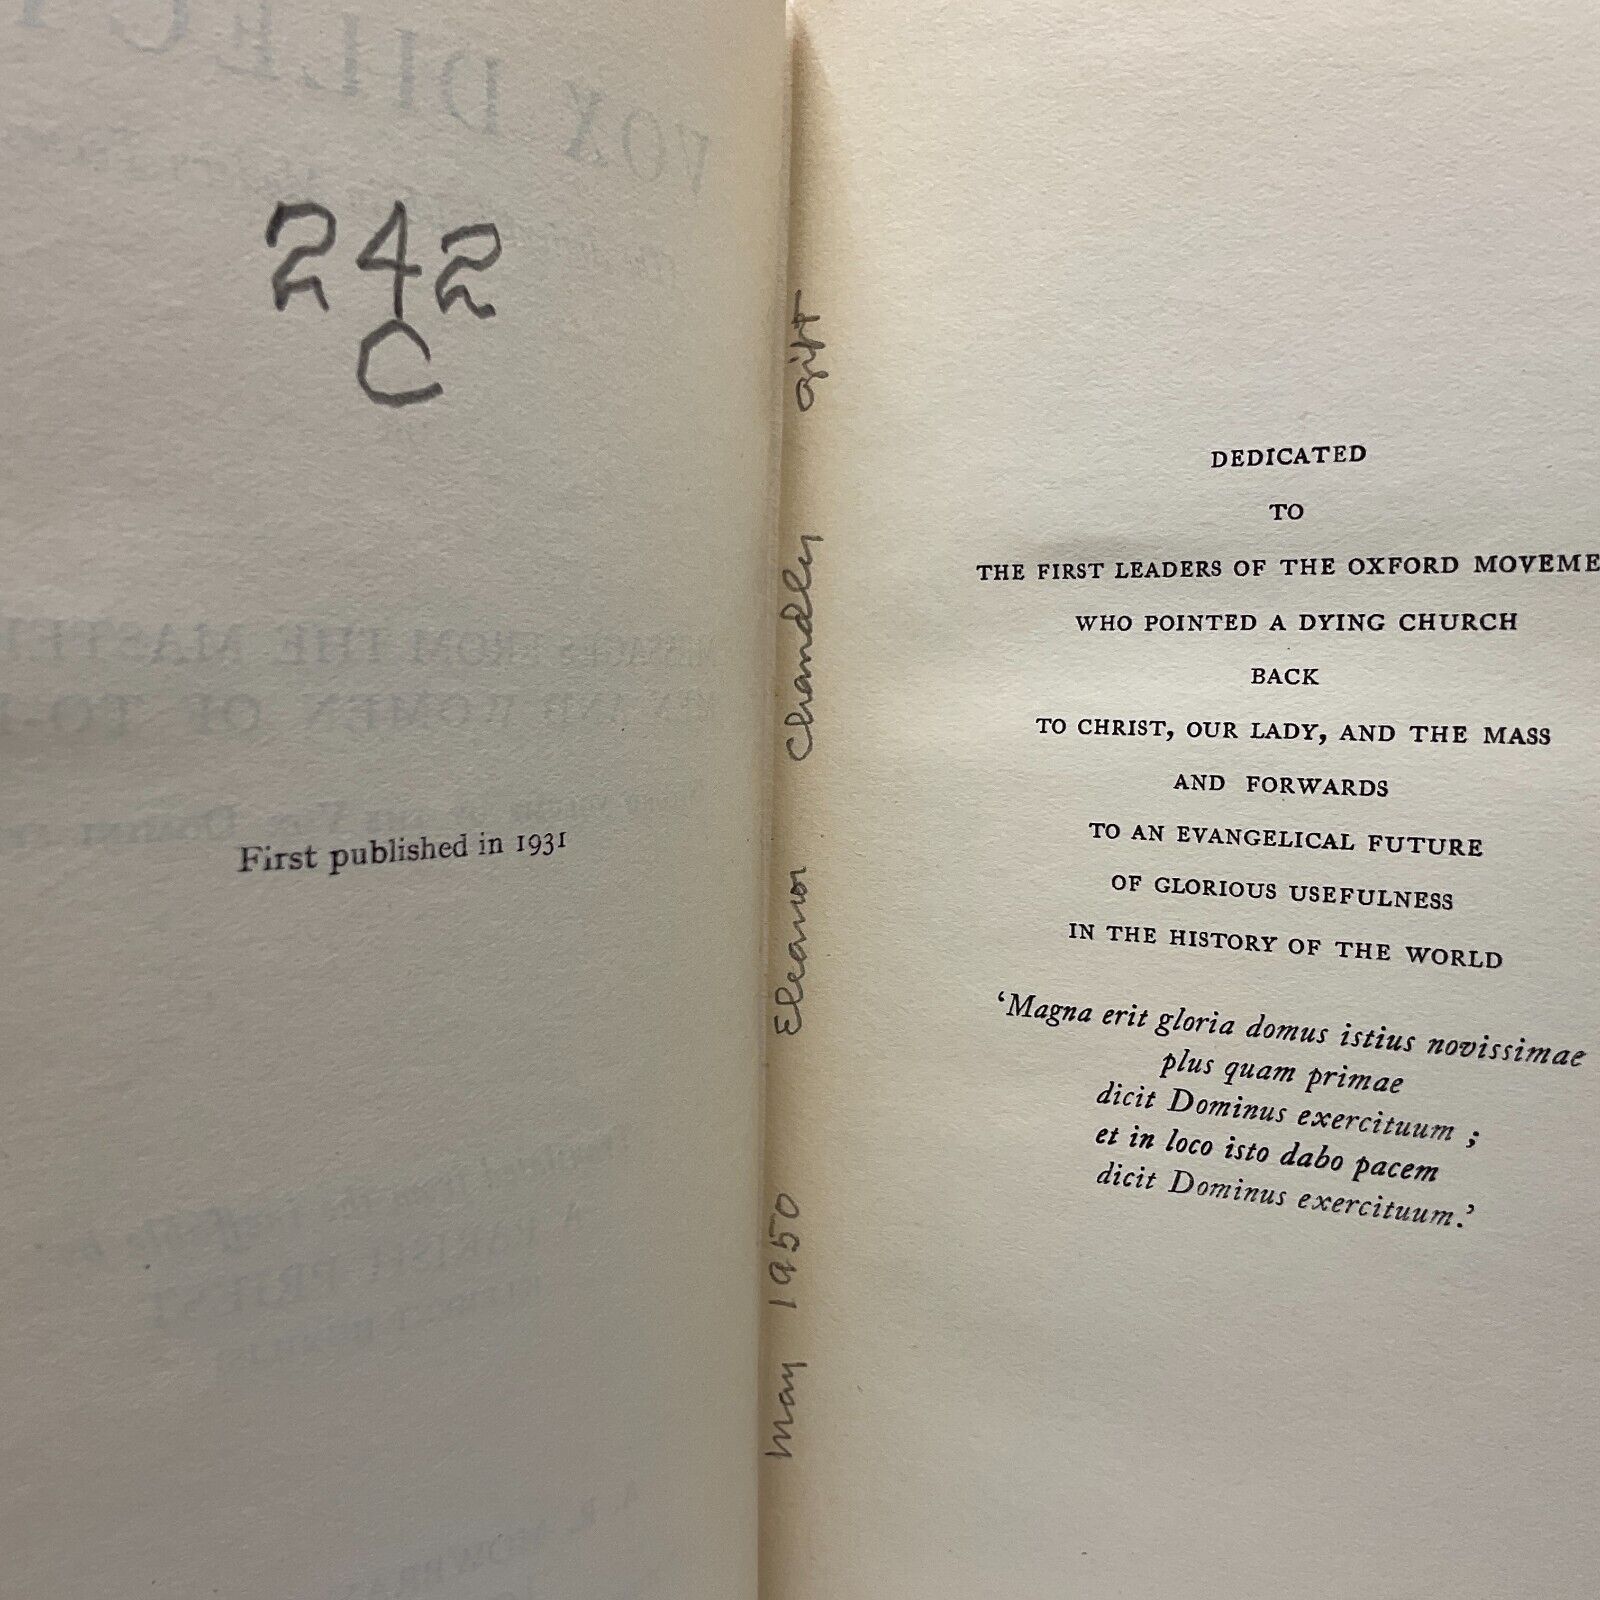 242
C
First published in 1931
May 1950 Eleanor Chandley gift
DEDICATED
TO
THE FIRST LEADERS OF THE OXFORD MOVEME
WHO POINTED A DYING CHURCH
BACK
TO CHRIST, OUR LADY, AND THE MASS
AND FORWARDS
TO AN EVANGELICAL FUTURE
OF GLORIOUS USEFULNESS
IN THE HISTORY OF THE WORLD
‘Magna erit gloria domus istius novissimae
plus quam primae
dicit Dominus exercituum ;
et in loco isto dabo pacem
dicit Dominus exercituum.’